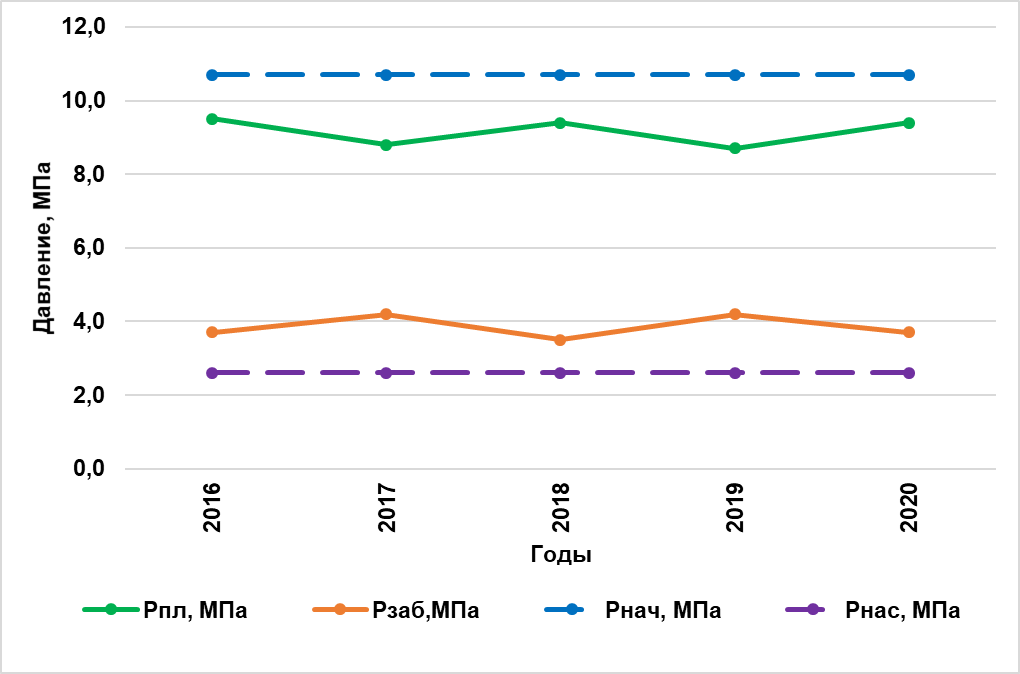 12,0
10,0
8,0
6,0
4,0
2,0
0,0
Давление, МПа
2016
2017
2018
2019
2020
Годы
Рпл, МПа
Рзаб,МПа
Рнач, МПа
Рнас, МПа